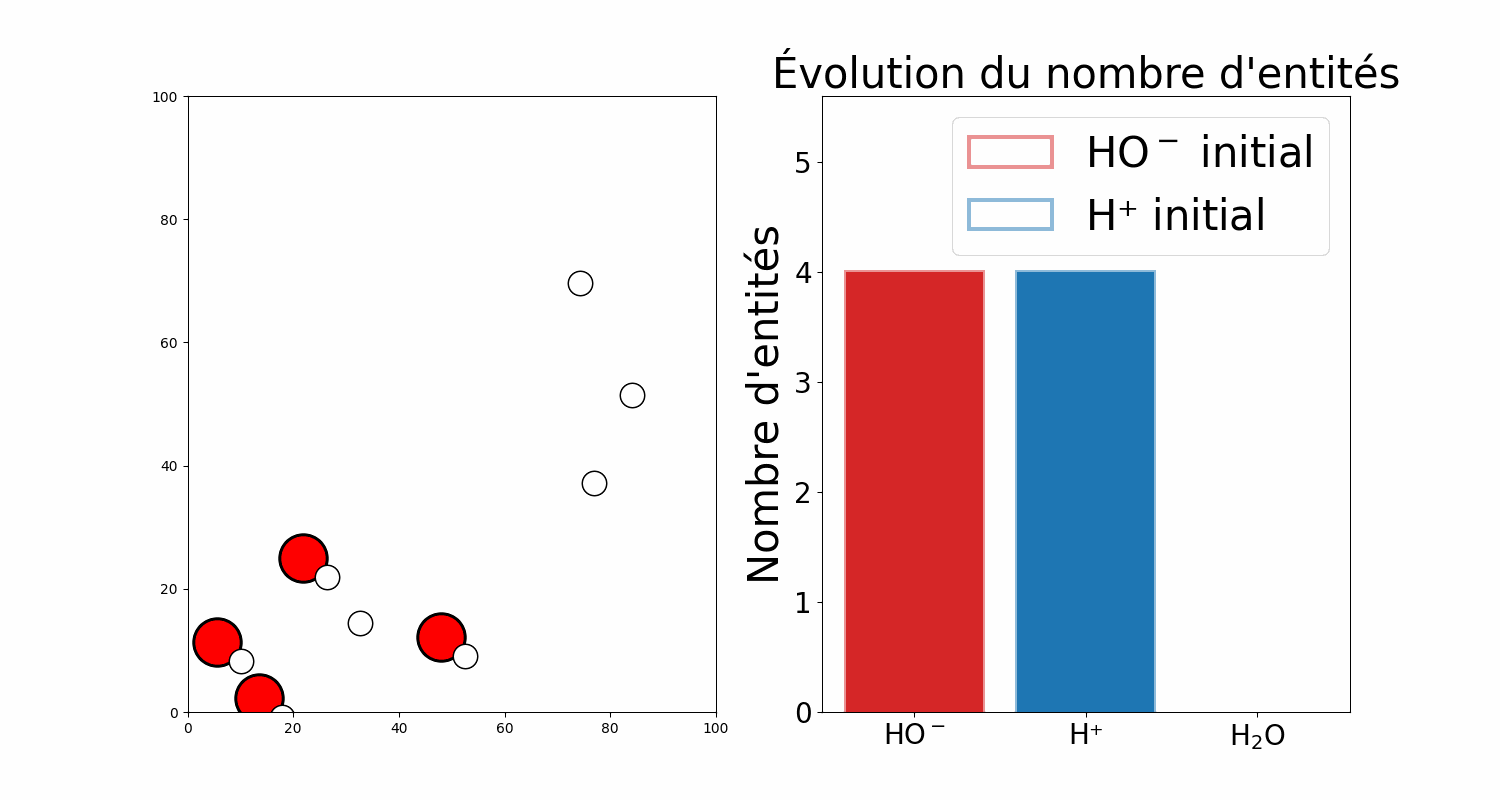 100
80
60
40
20
0
0 20 40 60 80 100
Évolution du nombre d'entités
HO⁻ initial
H⁺ initial
Nombre d'entités
5
4
3
2
1
0
HO⁻ H⁺ H₂O